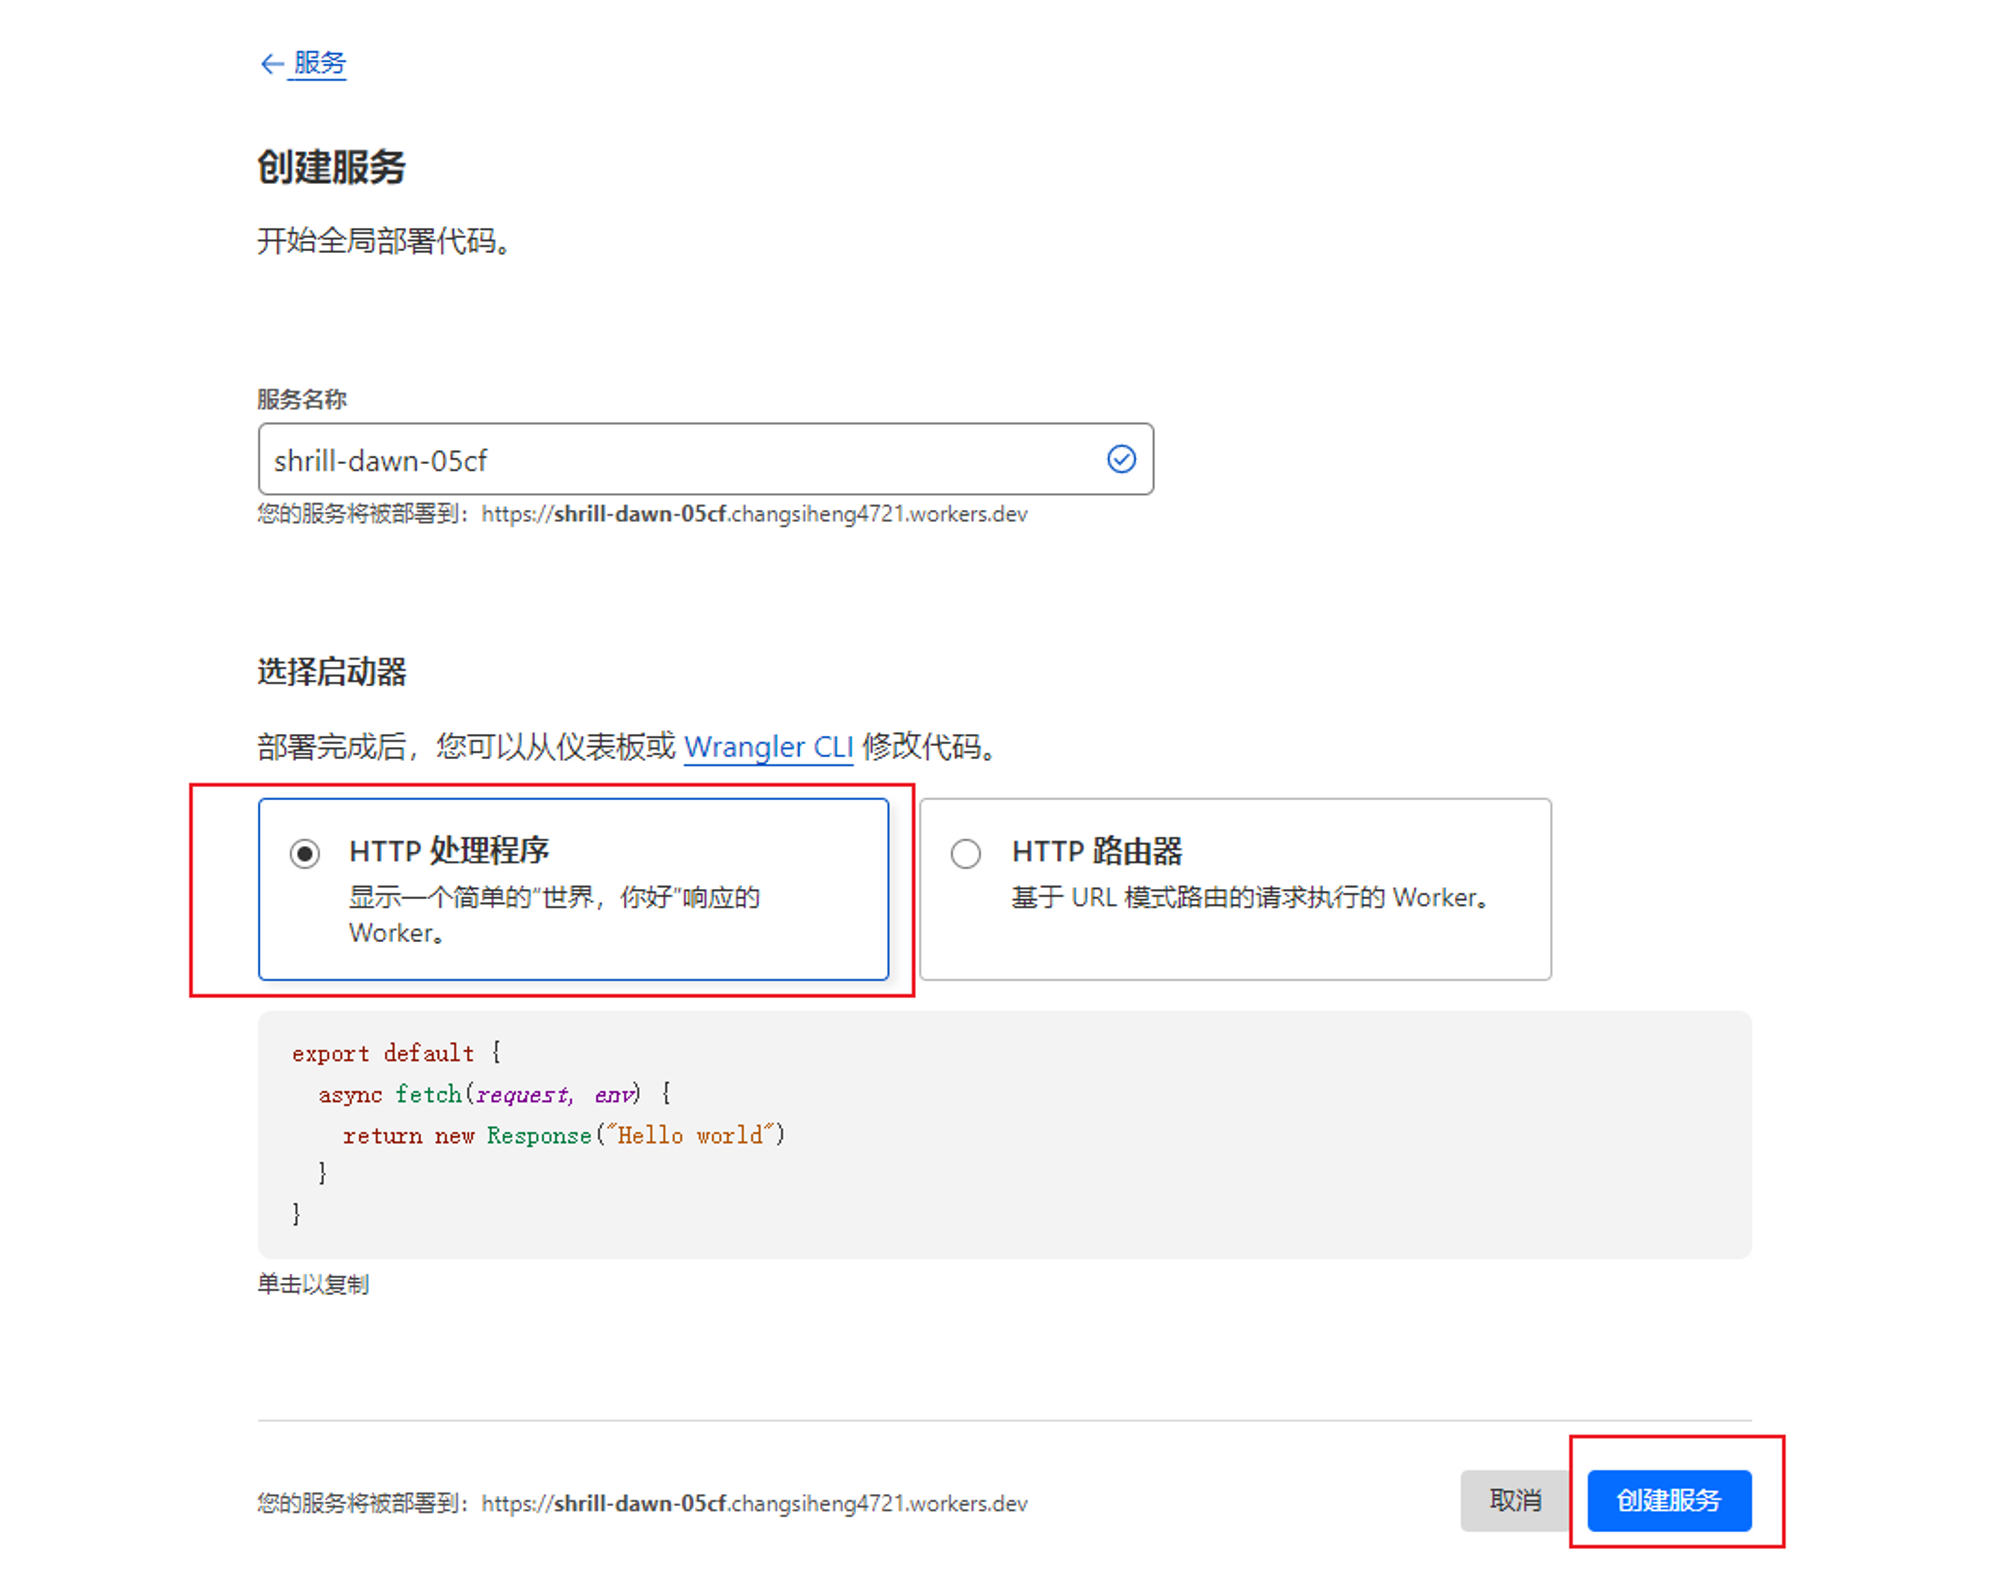 ← 服务
创建服务
开始全局部署代码。
服务名称
shrill-dawn-05cf
您的服务将被部署到：https://shrill-dawn-05cf.changsiheng4721.workers.dev
选择启动器
部署完成后，您可以从仪表板或 Wrangler CLI 修改代码。
HTTP 处理程序
显示一个简单的“世界，你好”响应的
Worker。
HTTP 路由器
基于 URL 模式路由的请求执行的 Worker。
export default {
  async fetch(request, env) {
    return new Response("Hello world")
  }
}
单击以复制
您的服务将被部署到：https://shrill-dawn-05cf.changsiheng4721.workers.dev
取消
创建服务